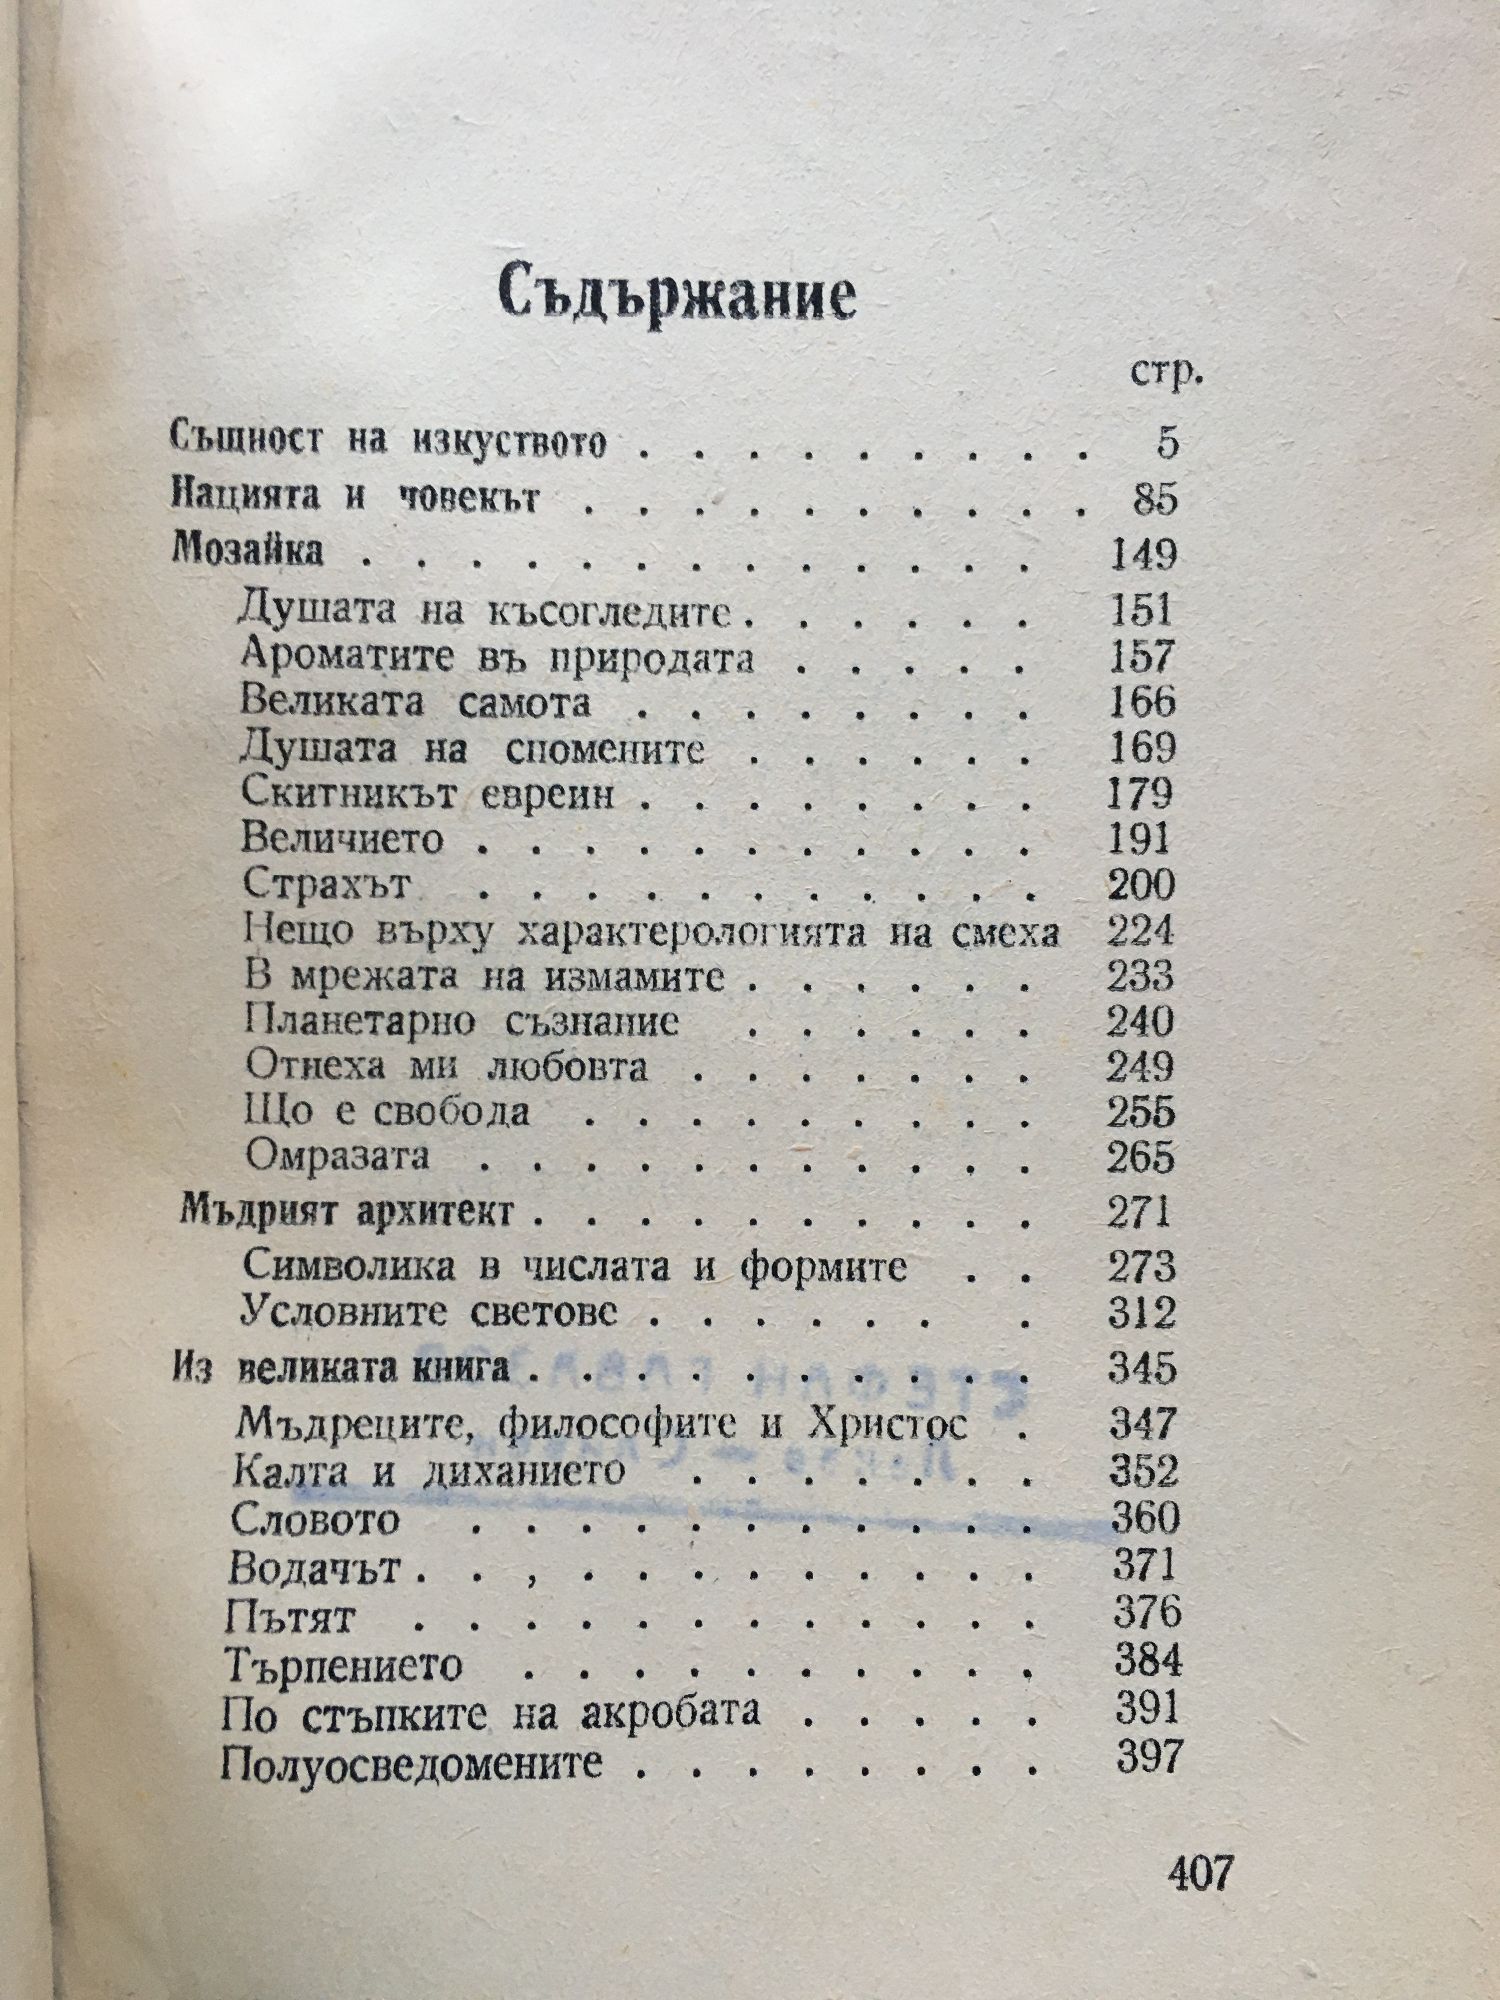 Съдържание
стр.
Същност на изкуството . . . . . . . . . 5
Нацията и човекът . . . . . . . . . . 85
Мозайка . . . . . . . . . . . . . 149
Душата на късогледите . . . . . . 151
Ароматите въ природата . . . . . 157
Великата самота . . . . . . . . 166
Душата на спомените . . . . . . 169
Скитникът евреин . . . . . . . . 179
Величието . . . . . . . . . . . 191
Страхът . . . . . . . . . . . 200
Нещо върху характерологията на смеха 224
В мрежата на измамите . . . . . . 233
Планетарно съзнание . . . . . . 240
Отнеха ми любовта . . . . . . . 249
Що е свобода . . . . . . . . . 255
Омразата . . . . . . . . . . . 265
Мъдрият архитект . . . . . . . . . . 271
Символика в числата и формите . . 273
Условните светове . . . . . . . 312
Из великата книга . . . . . . . . . . 345
Мъдреците, философите и Христос . 347
Калта и диханието . . . . . . . 352
Словото . . . . . . . . . . . 360
Водачът . . , . . . . . . . . . 371
Пътят . . . . . . . . . . . . 376
Търпението . . . . . . . . . . 384
По стъпките на акробата . . . . . 391
Полуосведомените . . . . . . . . 397
407